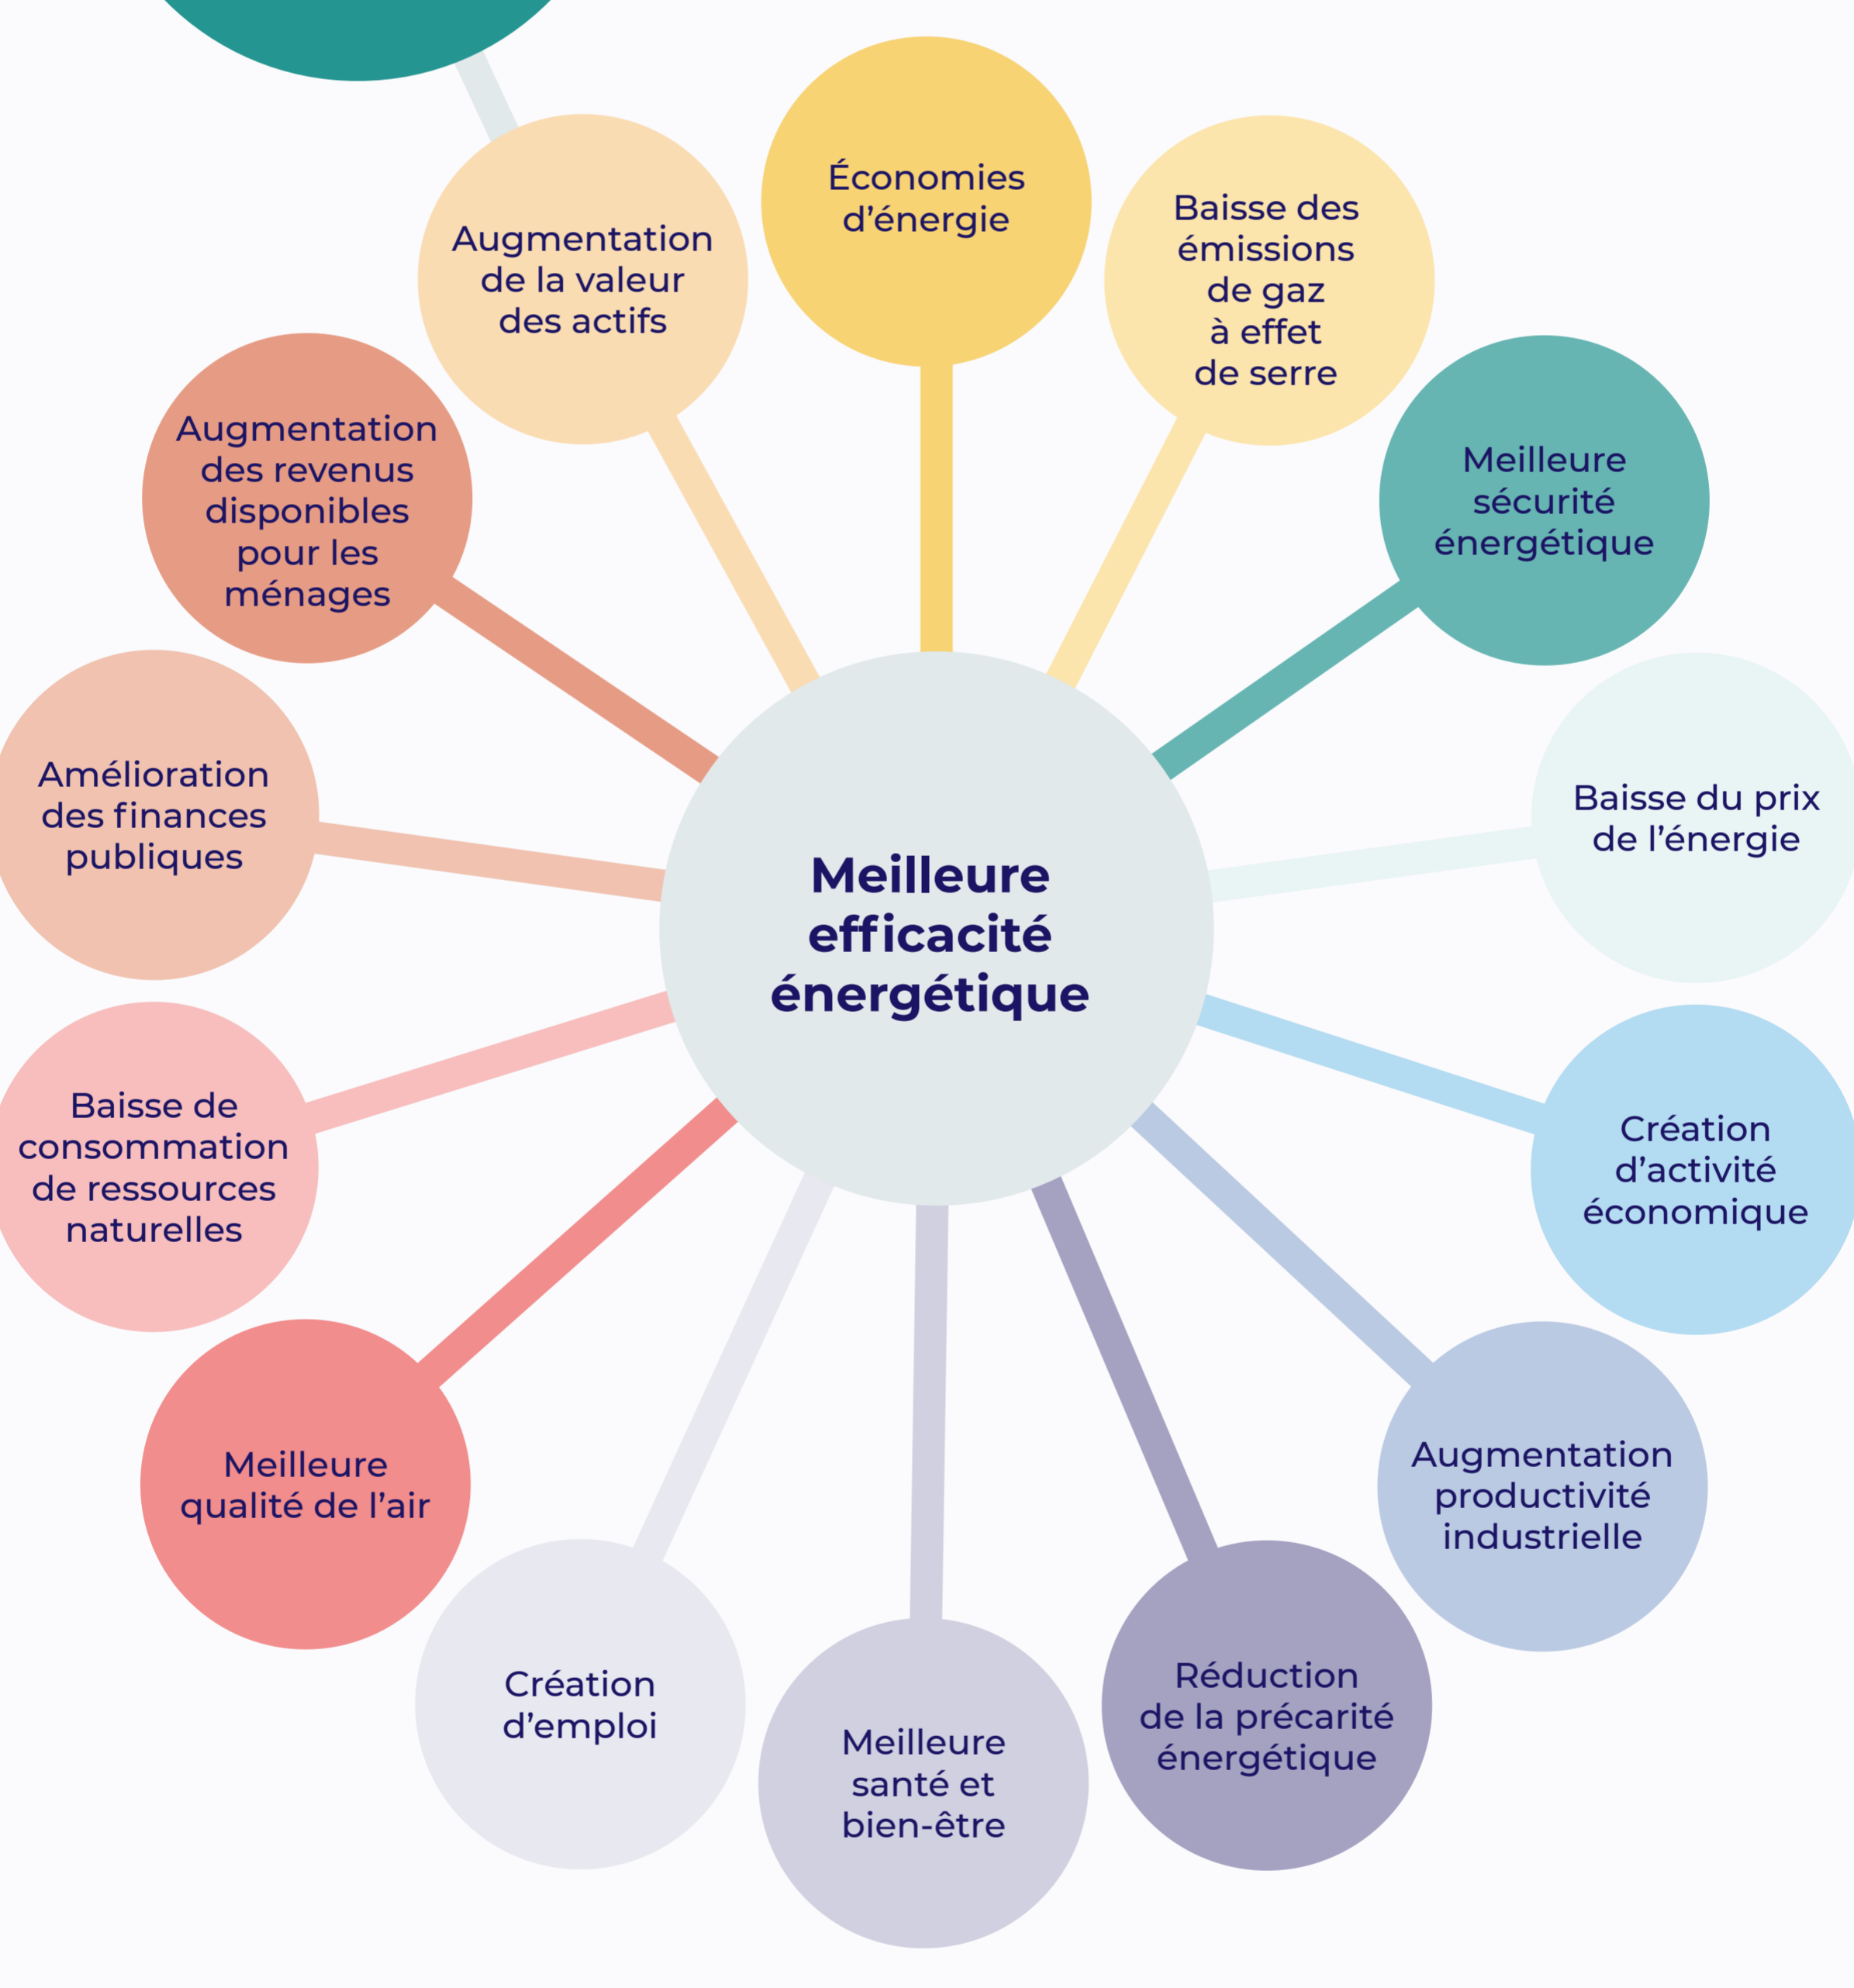 Économies
d’énergie
Baisse des
émissions
de gaz
à effet
de serre
Meilleure
sécurité
énergétique
Baisse du prix
de l’énergie
Création
d’activité
économique
Augmentation
productivité
industrielle
Réduction
de la précarité
énergétique
Meilleure
santé et
bien-être
Création
d’emploi
Meilleure
qualité de l’air
Baisse de
consommation
de ressources
naturelles
Amélioration
des finances
publiques
Augmentation
des revenus
disponibles
pour les
ménages
Augmentation
de la valeur
des actifs
Meilleure
efficacité
énergétique